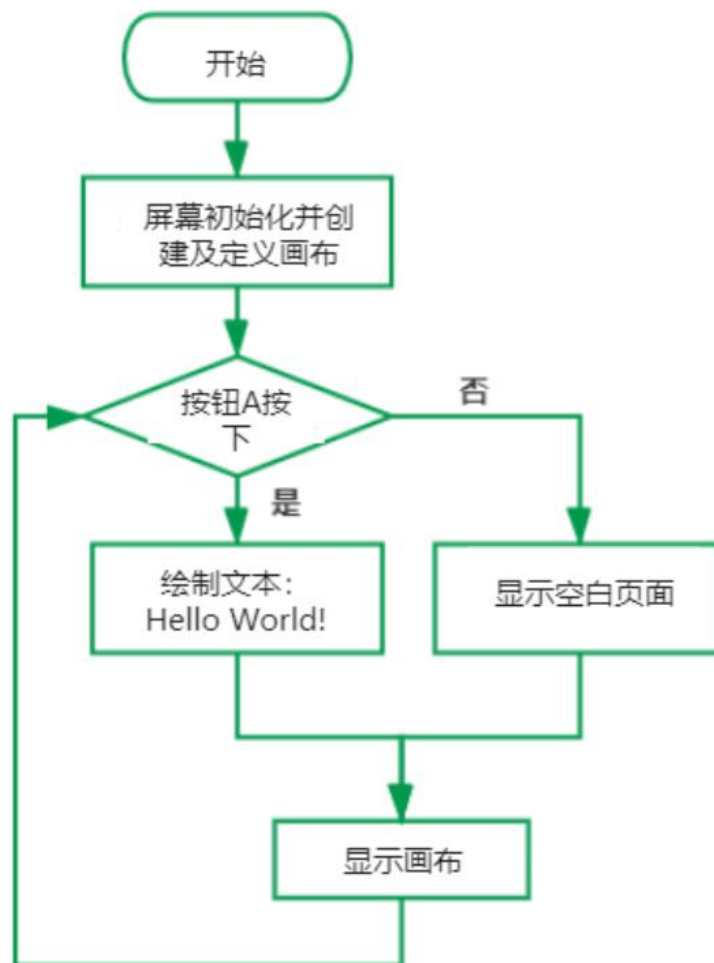 开始
屏幕初始化并创
建及定义画布
按钮A按
下
否
是
绘制文本:
Hello World!
显示空白页面
显示画布